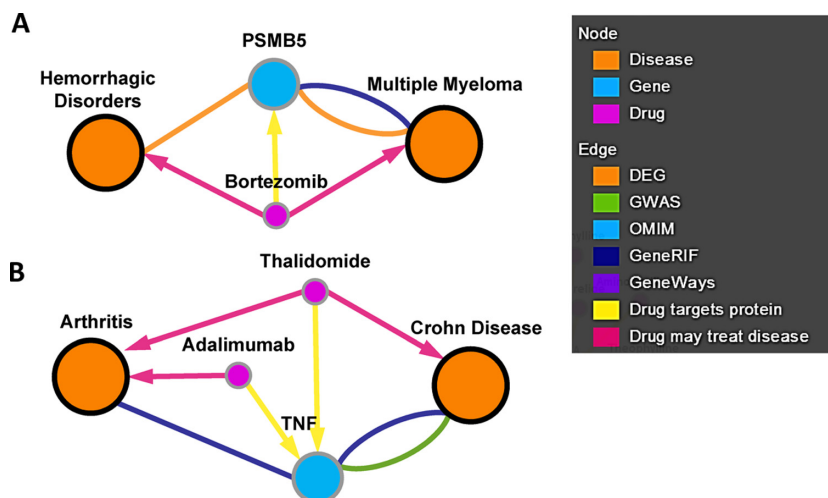 A
PSMB5
Hemorrhagic
Disorders
Multiple Myeloma
Bortezomib
B
Thalidomide
Arthritis
Adalimumab
Crohn Disease
TNF
Node
Disease
Gene
Drug
Edge
DEG
GWAS
OMIM
GeneRIF
GeneWays
Drug targets protein
Drug may treat disease